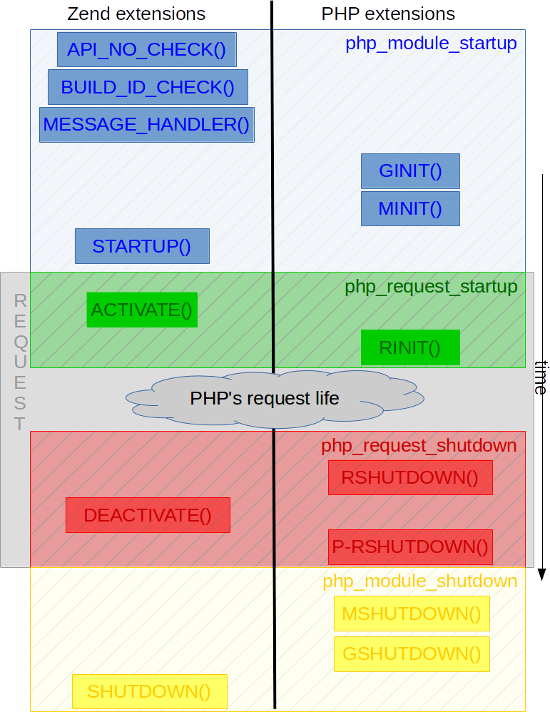 Zend extensions
PHP extensions
php_module_startup
API_NO_CHECK()
BUILD_ID_CHECK()
MESSAGE_HANDLER()
GINIT()
MINIT()
STARTUP()
REQUEST
php_request_startup
ACTIVATE()
RINIT()
time
PHP's request life
php_request_shutdown
RSHUTDOWN()
DEACTIVATE()
P-RSHUTDOWN()
php_module_shutdown
MSHUTDOWN()
GSHUTDOWN()
SHUTDOWN()